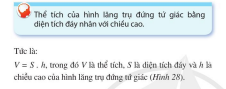 Thể tích của hình lăng trụ đứng tứ giác bằng
diện tích đáy nhân với chiều cao.
Tức là:
V = S . h, trong đó V là thể tích, S là diện tích đáy và h là
chiều cao của hình lăng trụ đứng tứ giác (Hình 28).